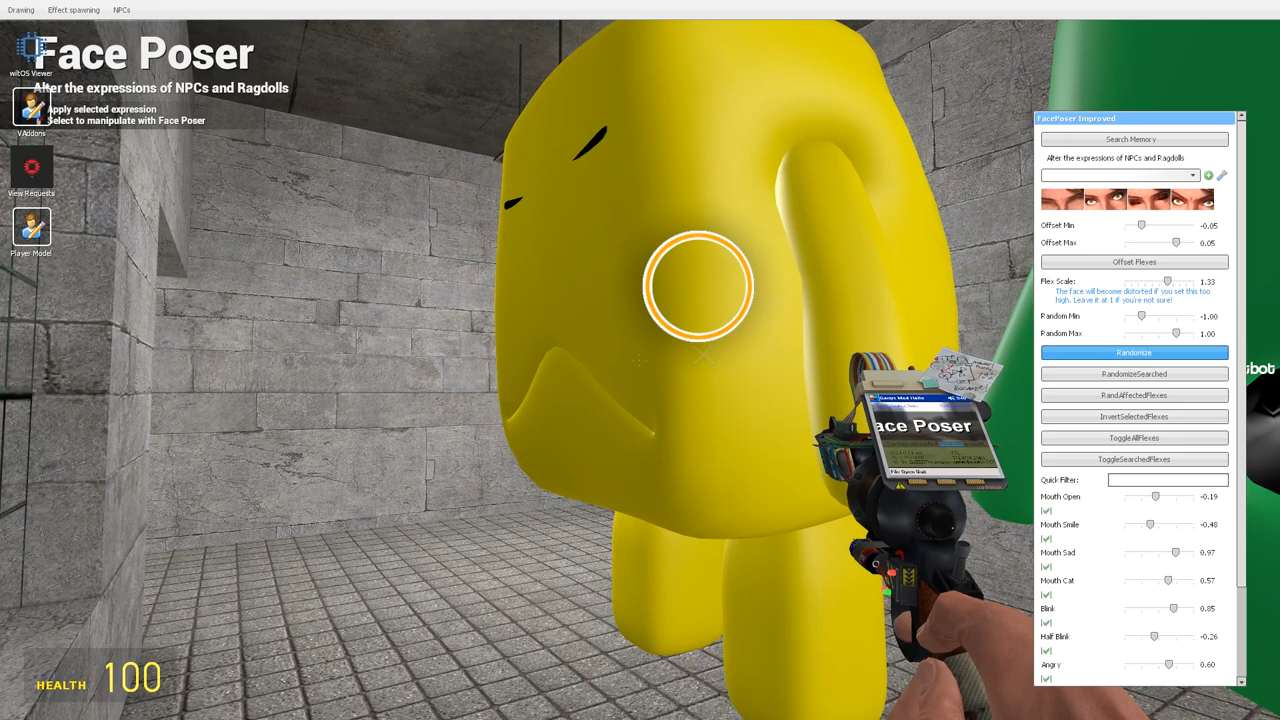 Drawing Effect spawning NPCs
Face Poser
Alter the expressions of NPCs and Ragdolls
Apply selected expression
Select to manipulate with Face Poser
wiltOS Viewer
VAddons
View Requests
Player Model
FacePoser Improved
Search Memory
Alter the expressions of NPCs and Ragdolls
Offset Min -0.05
Offset Max 0.05
Offset Flexes
Flex Scale: 1.33
The face will become distorted if you set this too
high. Leave it at 1 if you're not sure!
Random Min -1.00
Random Max 1.00
Randomize
RandomizeSearched
RandAffectedFlexes
InvertSelectedFlexes
ToggleAllFlexes
ToggleSearchedFlexes
Quick Filter:
Mouth Open -0.19
Mouth Smile -0.48
Mouth Sad 0.97
Mouth Cat 0.57
Blink 0.85
Half Blink -0.26
Angry 0.60
ace Poser
tbot
HEALTH 100